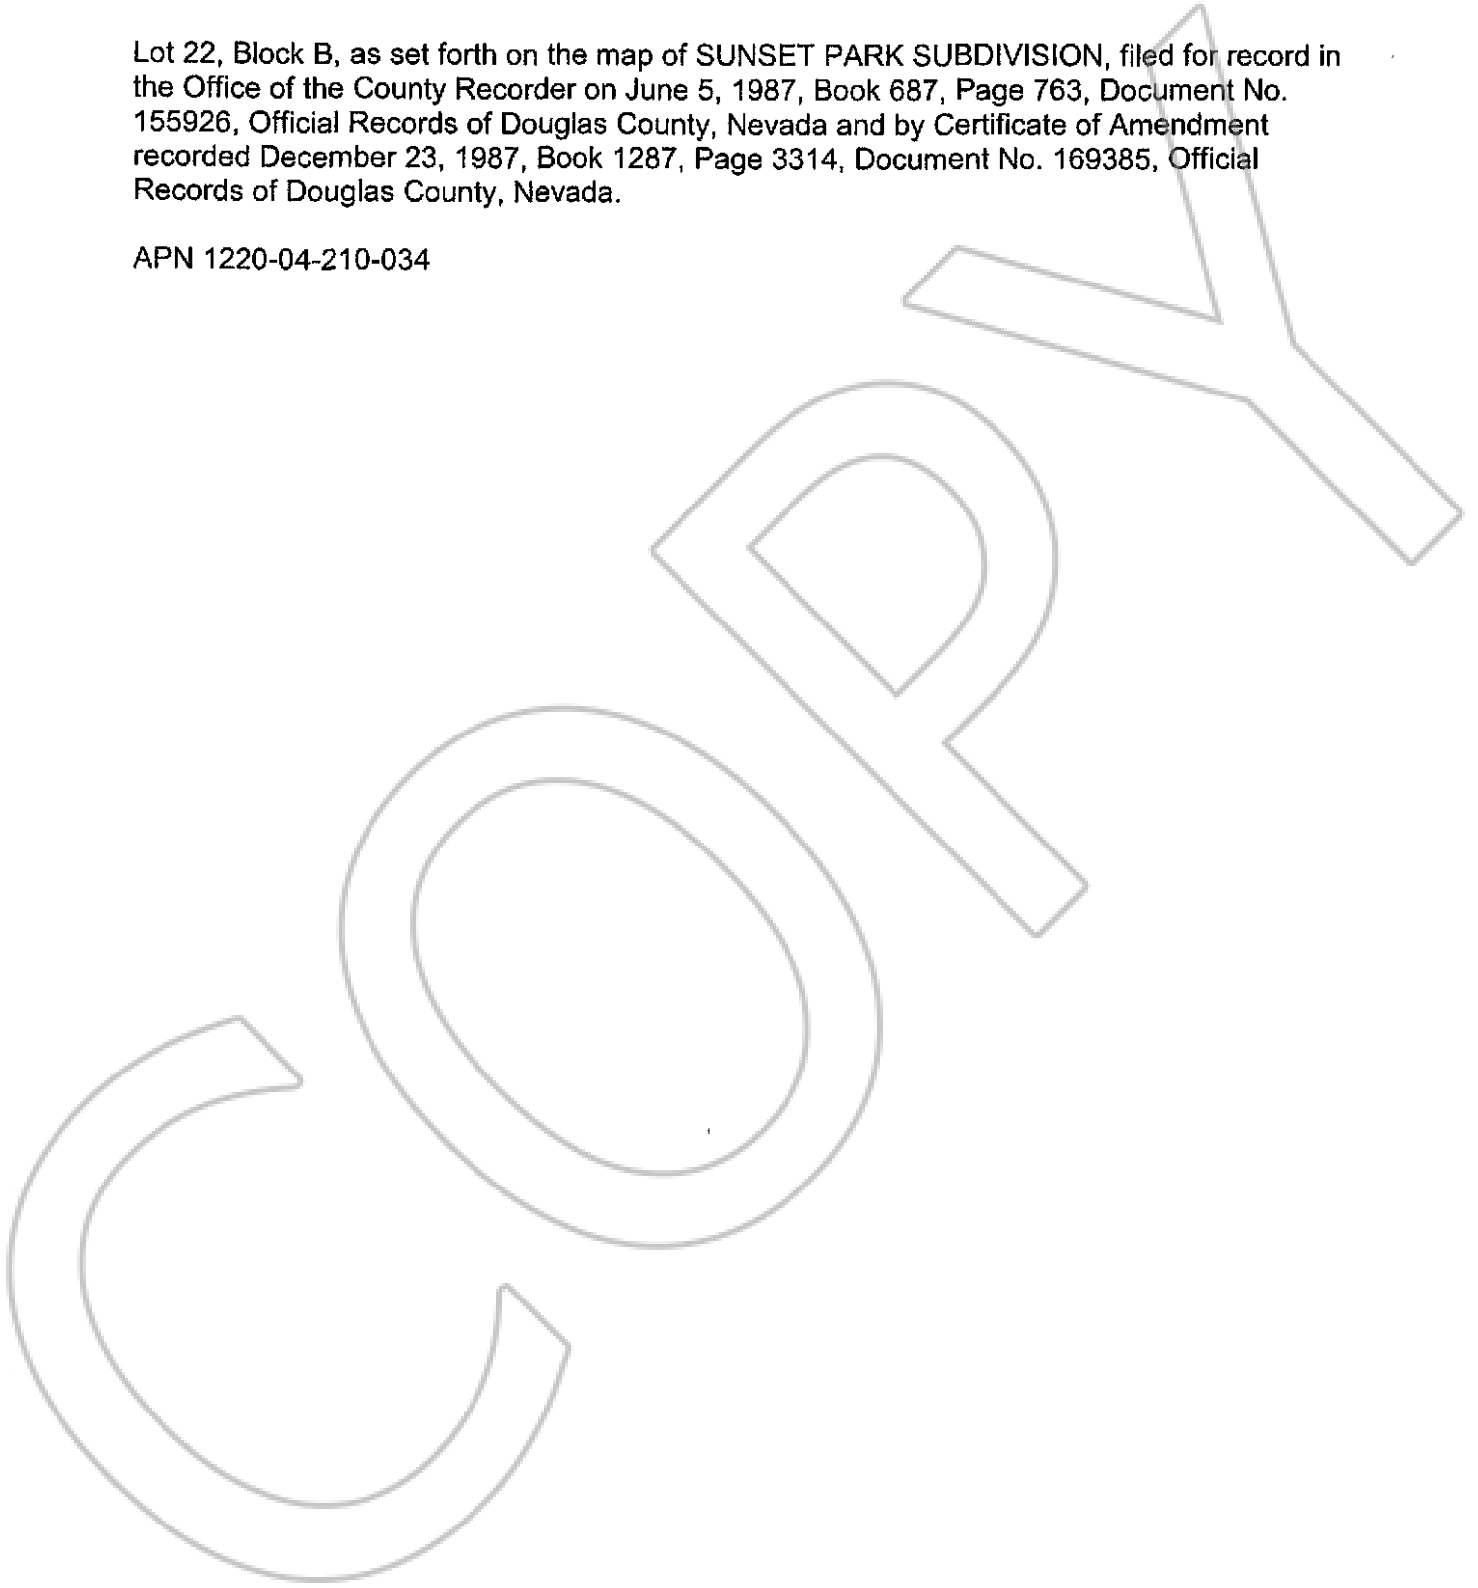 Lot 22, Block B, as set forth on the map of SUNSET PARK SUBDIVISION, filed for record in
the Office of the County Recorder on June 5, 1987, Book 687, Page 763, Document No.
155926, Official Records of Douglas County, Nevada and by Certificate of Amendment
recorded December 23, 1987, Book 1287, Page 3314, Document No. 169385, Official
Records of Douglas County, Nevada.
APN 1220-04-210-034
COPY